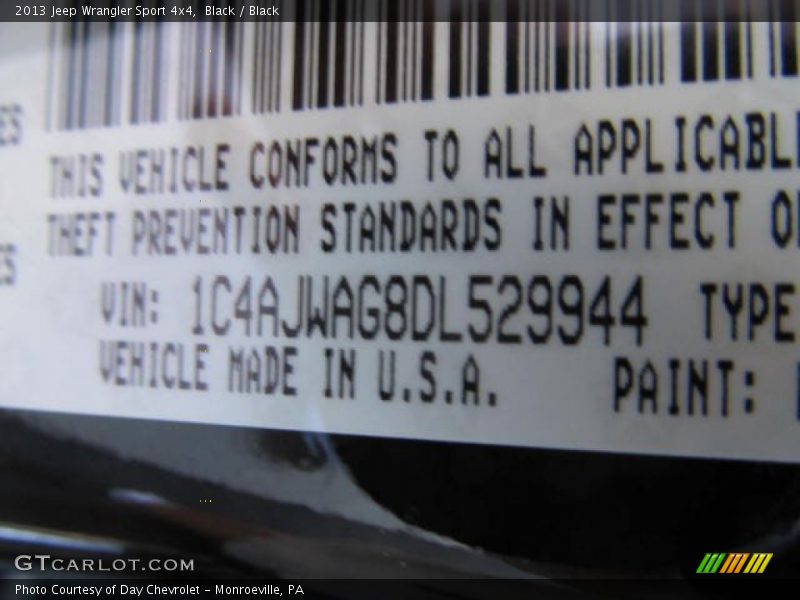 2013 Jeep Wrangler Sport 4x4, Black / Black
THIS VEHICLE CONFORMS TO ALL APPLICABL
THEFT PREVENTION STANDARDS IN EFFECT O
VIN: 1C4AJWAG8DL529944 TYPE
VEHICLE MADE IN U.S.A. PAINT:
GTCARLOT.COM
Photo Courtesy of Day Chevrolet - Monroeville, PA